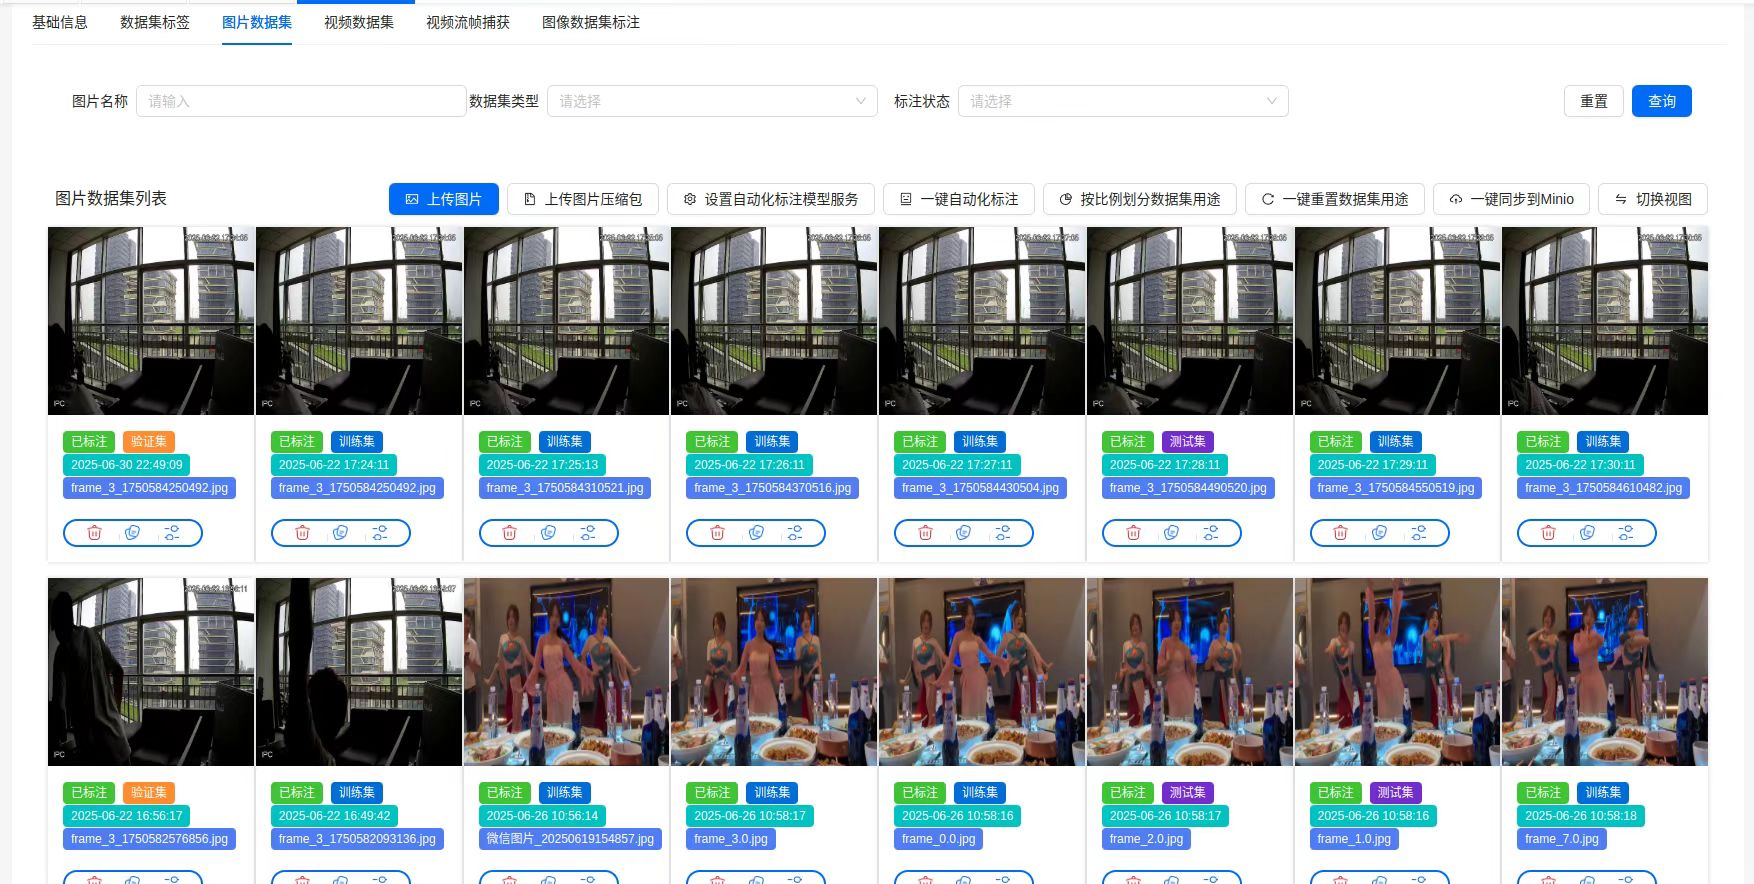 基础信息 数据集标签 图片数据集 视频数据集 视频流帧捕获 图像数据集标注
图片名称 请输入 数据集类型 请选择 标注状态 请选择 重置 查询
图片数据集列表 上传图片 上传图片压缩包 设置自动化标注模型服务 一键自动化标注 按比例划分数据集用途 一键重置数据集用途 一键同步到Minio 切换视图
IPC IPC IPC IPC IPC IPC IPC IPC
已标注 验证集 已标注 训练集 已标注 训练集 已标注 训练集 已标注 训练集 已标注 测试集 已标注 训练集 已标注 训练集
2025-06-30 22:49:09 2025-06-22 17:24:11 2025-06-22 17:25:13 2025-06-22 17:26:11 2025-06-22 17:27:11 2025-06-22 17:28:11 2025-06-22 17:29:11 2025-06-22 17:30:11
frame_3_1750584250492.jpg frame_3_1750584250492.jpg frame_3_1750584310521.jpg frame_3_1750584370516.jpg frame_3_1750584430504.jpg frame_3_1750584490520.jpg frame_3_1750584550519.jpg frame_3_1750584610482.jpg
IPC IPC
已标注 验证集 已标注 训练集 已标注 训练集 已标注 训练集 已标注 训练集 已标注 测试集 已标注 测试集 已标注 训练集
2025-06-22 16:56:17 2025-06-22 16:49:42 2025-06-26 10:56:14 2025-06-26 10:58:17 2025-06-26 10:58:16 2025-06-26 10:58:17 2025-06-26 10:58:16 2025-06-26 10:58:18
frame_3_1750582576856.jpg frame_3_1750582093136.jpg 微信图片_20250619154857.jpg frame_3.0.jpg frame_0.0.jpg frame_2.0.jpg frame_1.0.jpg frame_7.0.jpg